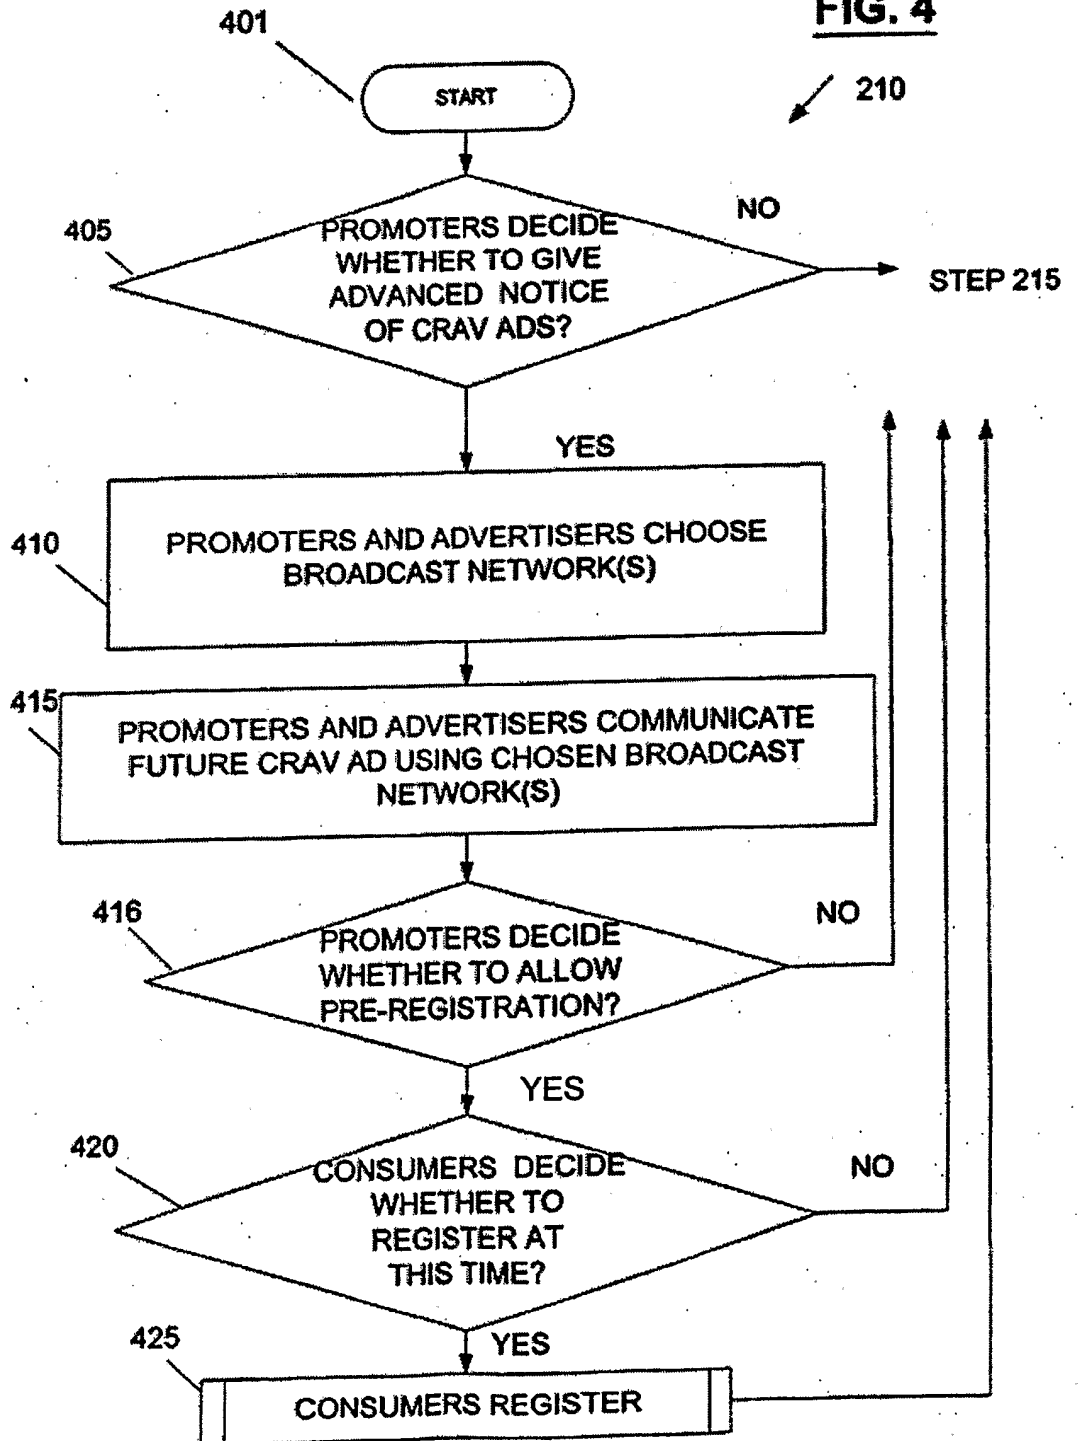 FIG. 4
401
START
210
405
PROMOTERS DECIDE
WHETHER TO GIVE
ADVANCED NOTICE
OF CRAV ADS?
NO
STEP 215
YES
410
PROMOTERS AND ADVERTISERS CHOOSE
BROADCAST NETWORK(S)
415
PROMOTERS AND ADVERTISERS COMMUNICATE
FUTURE CRAV AD USING CHOSEN BROADCAST
NETWORK(S)
416
PROMOTERS DECIDE
WHETHER TO ALLOW
PRE-REGISTRATION?
NO
YES
420
CONSUMERS DECIDE
WHETHER TO
REGISTER AT
THIS TIME?
NO
YES
425
CONSUMERS REGISTER